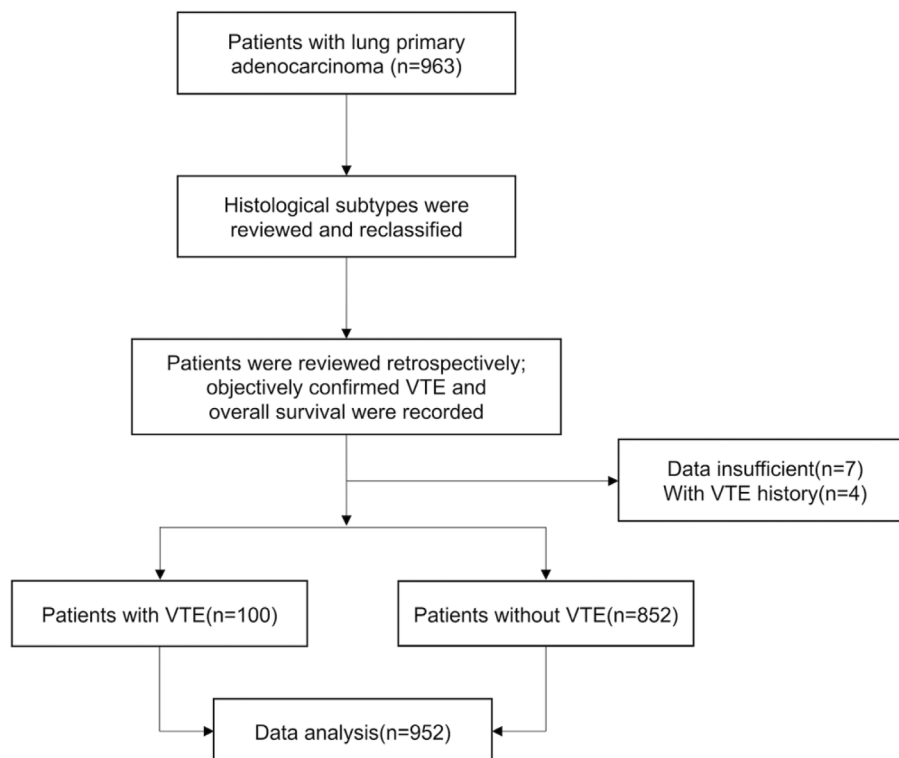 Patients with lung primary
adenocarcinoma (n=963)
Histological subtypes were
reviewed and reclassified
Patients were reviewed retrospectively;
objectively confirmed VTE and
overall survival were recorded
Data insufficient(n=7)
With VTE history(n=4)
Patients with VTE(n=100)
Patients without VTE(n=852)
Data analysis(n=952)